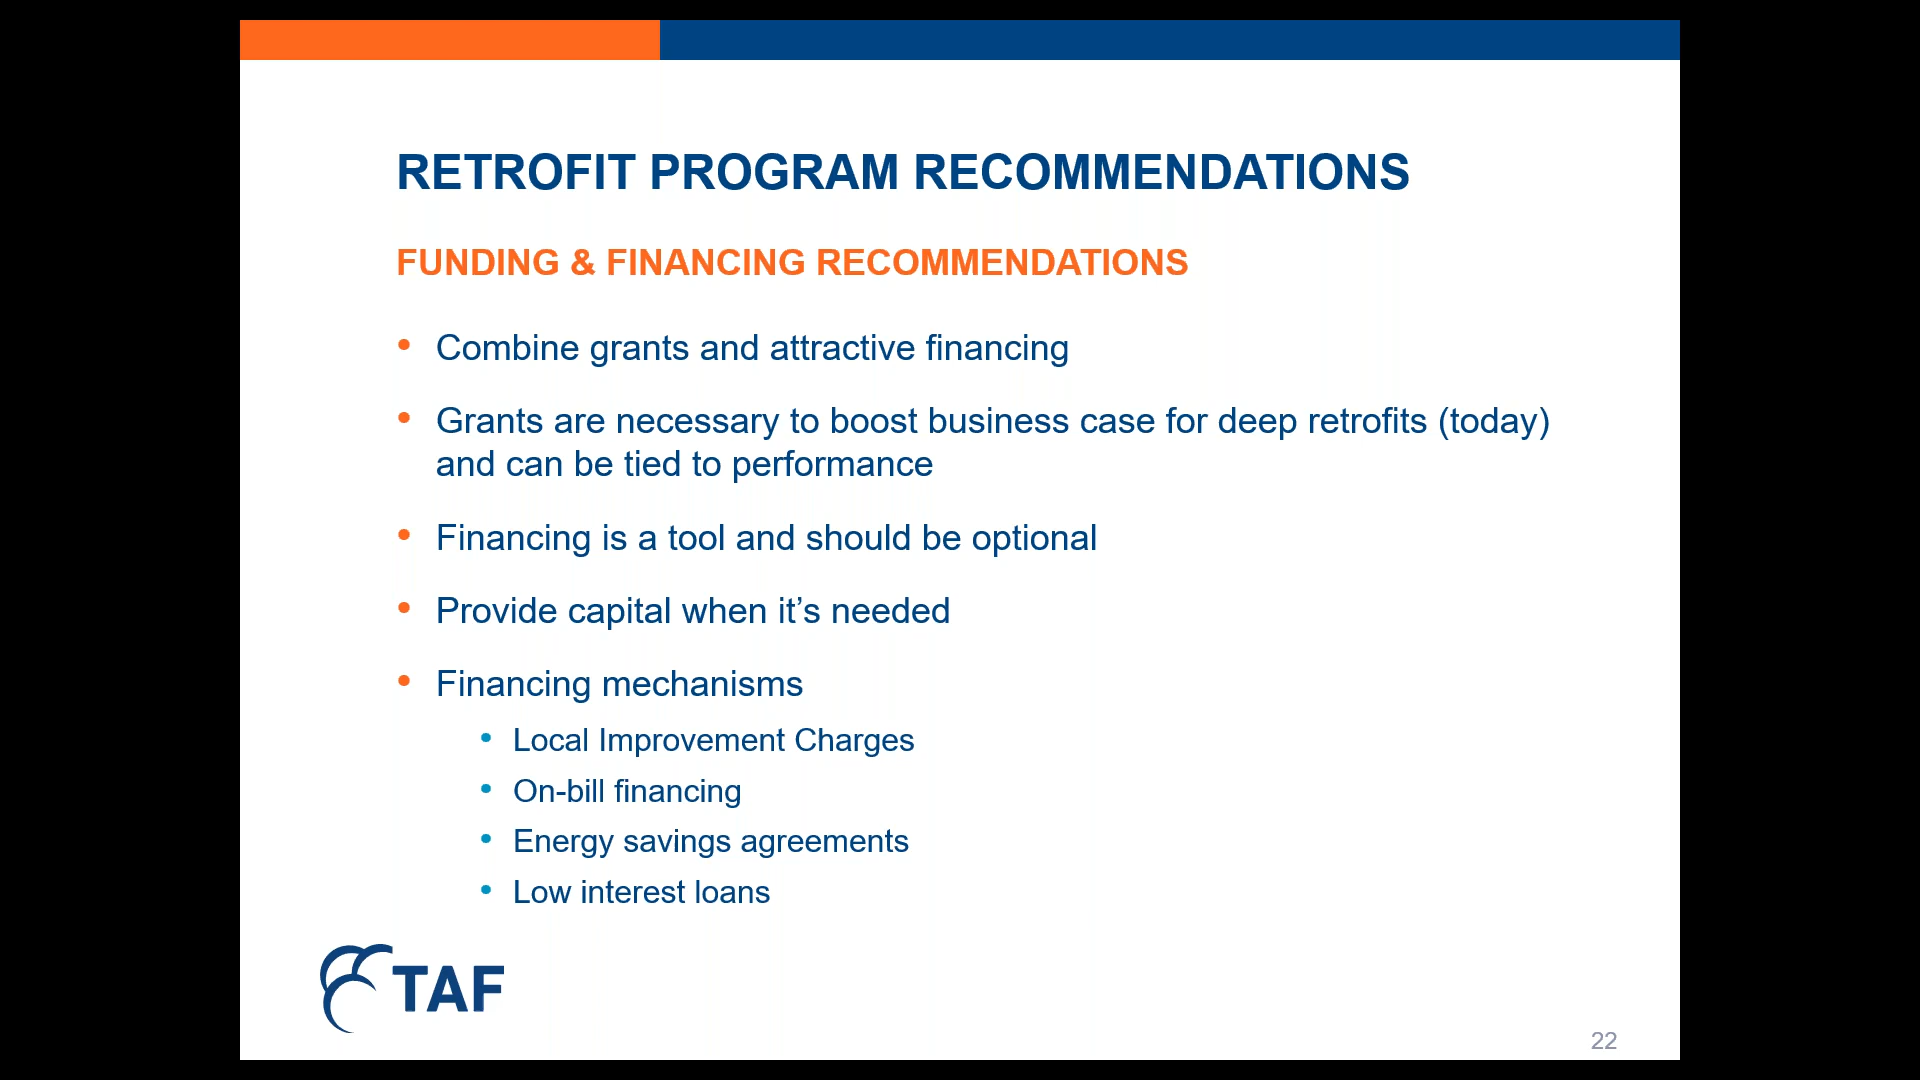 RETROFIT PROGRAM RECOMMENDATIONS
FUNDING & FINANCING RECOMMENDATIONS
• Combine grants and attractive financing
• Grants are necessary to boost business case for deep retrofits (today)
and can be tied to performance
• Financing is a tool and should be optional
• Provide capital when it’s needed
• Financing mechanisms
• Local Improvement Charges
• On-bill financing
• Energy savings agreements
• Low interest loans
TAF
22